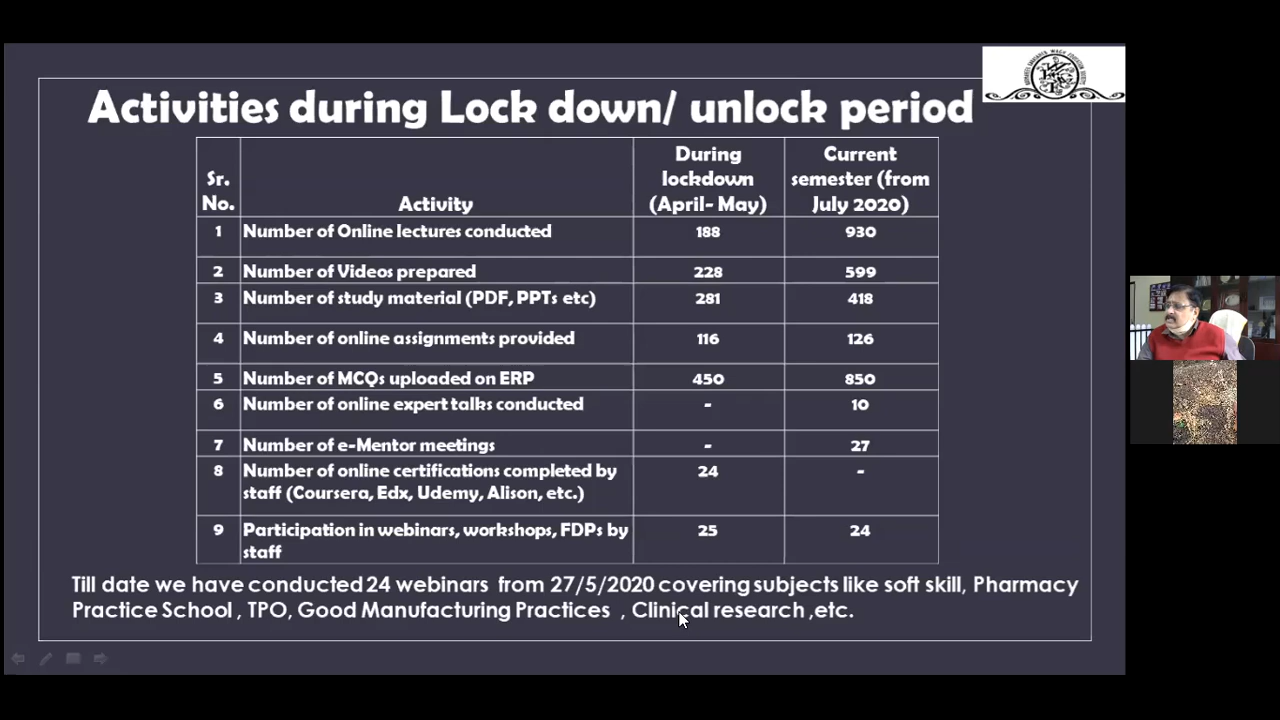 Activities during Lock down/ unlock period
Sr. No. Activity During lockdown (April- May) Current semester (from July 2020)
1 Number of Online lectures conducted 188 930
2 Number of Videos prepared 228 599
3 Number of study material (PDF, PPTs etc) 281 418
4 Number of online assignments provided 116 126
5 Number of MCQs uploaded on ERP 450 850
6 Number of online expert talks conducted - 10
7 Number of e-Mentor meetings - 27
8 Number of online certifications completed by staff (Coursera, Edx, Udemy, Alison, etc.) 24 -
9 Participation in webinars, workshops, FDPs by staff 25 24
Till date we have conducted 24 webinars from 27/5/2020 covering subjects like soft skill, Pharmacy
Practice School , TPO, Good Manufacturing Practices , Clinical research ,etc.